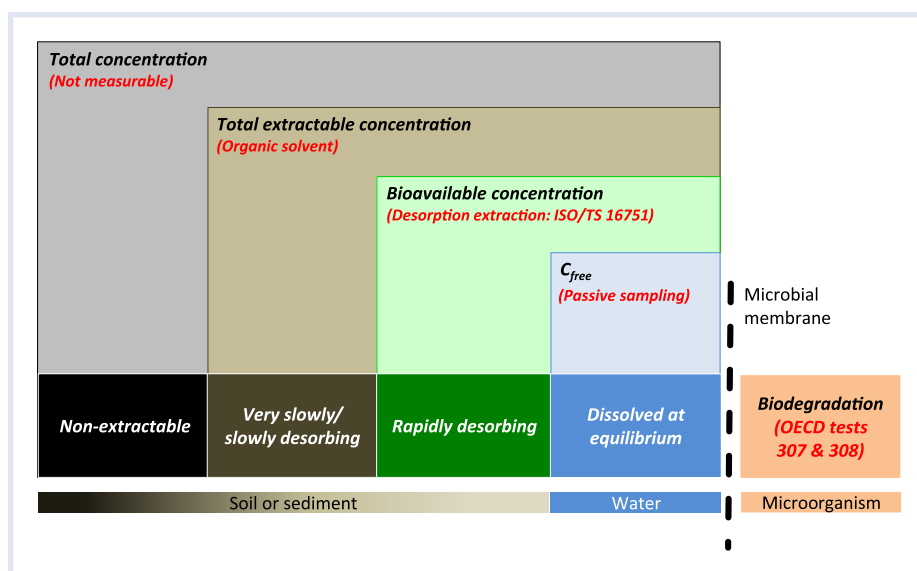 Total concentration
(Not measurable)
Total extractable concentration
(Organic solvent)
Bioavailable concentration
(Desorption extraction: ISO/TS 16751)
Cfree
(Passive sampling)
Microbial
membrane
Non-extractable
Very slowly/
slowly desorbing
Rapidly desorbing
Dissolved at
equilibrium
Biodegradation
(OECD tests
307 & 308)
Soil or sediment
Water
Microorganism